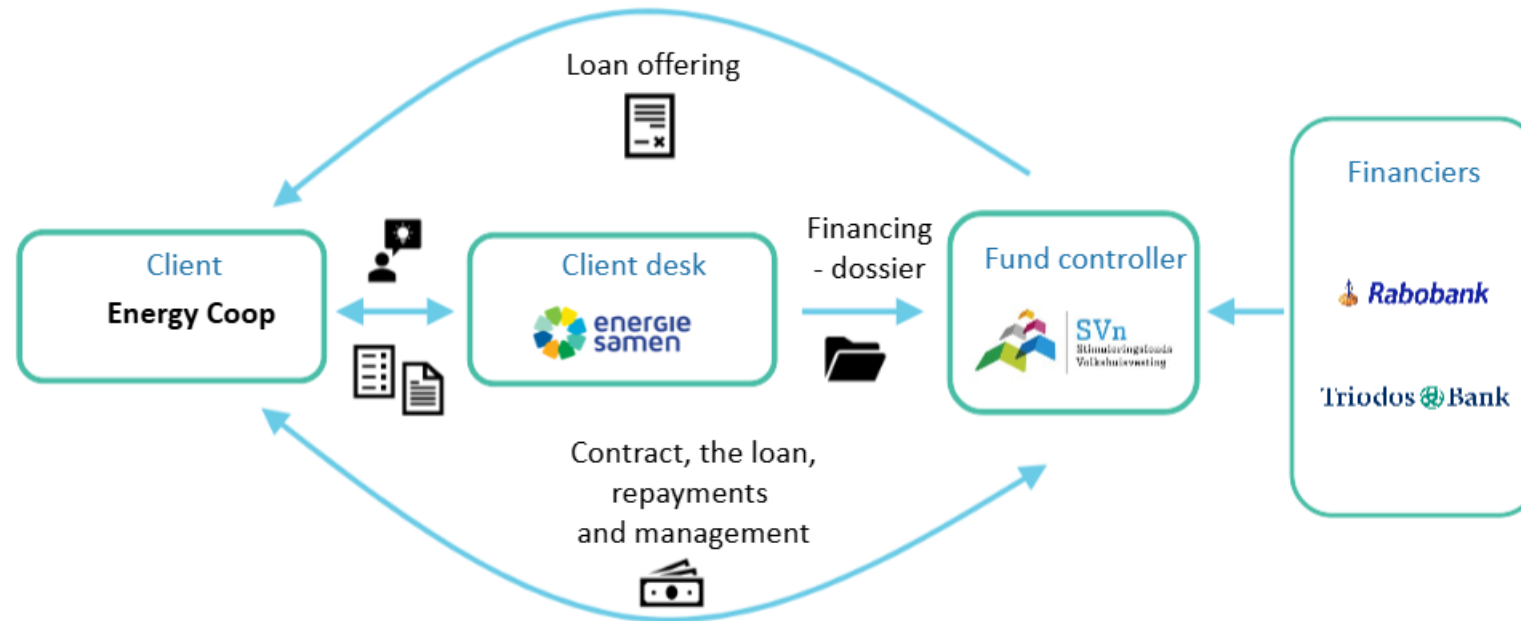 Loan offering
Client
Energy Coop
Client desk
energie
samen
Financing
- dossier
Fund controller
SVn
Stimuleringsfonds
Volkshuisvesting
Financiers
Rabobank
Triodos Bank
Contract, the loan,
repayments
and management